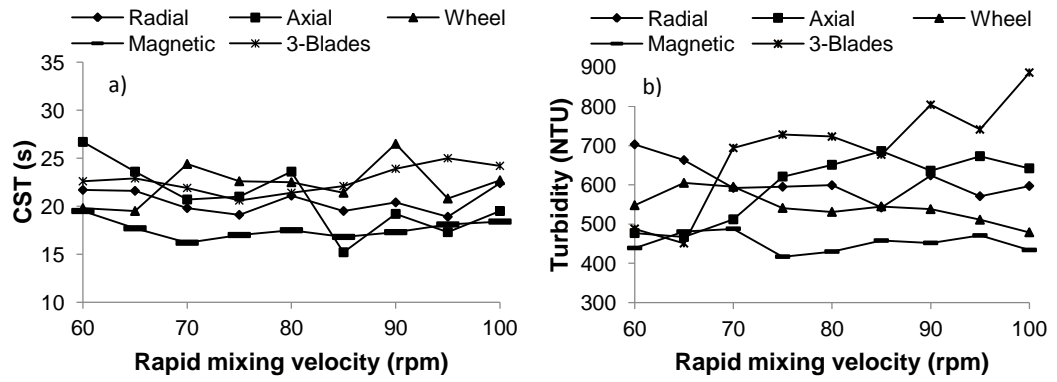 Radial Axial Wheel
Magnetic 3-Blades
a)
CST (s)
35
30
25
20
15
10
60 70 80 90 100
Rapid mixing velocity (rpm)
Radial Axial Wheel
Magnetic 3-Blades
b)
Turbidity (NTU)
900
800
700
600
500
400
300
60 70 80 90 100
Rapid mixing velocity (rpm)